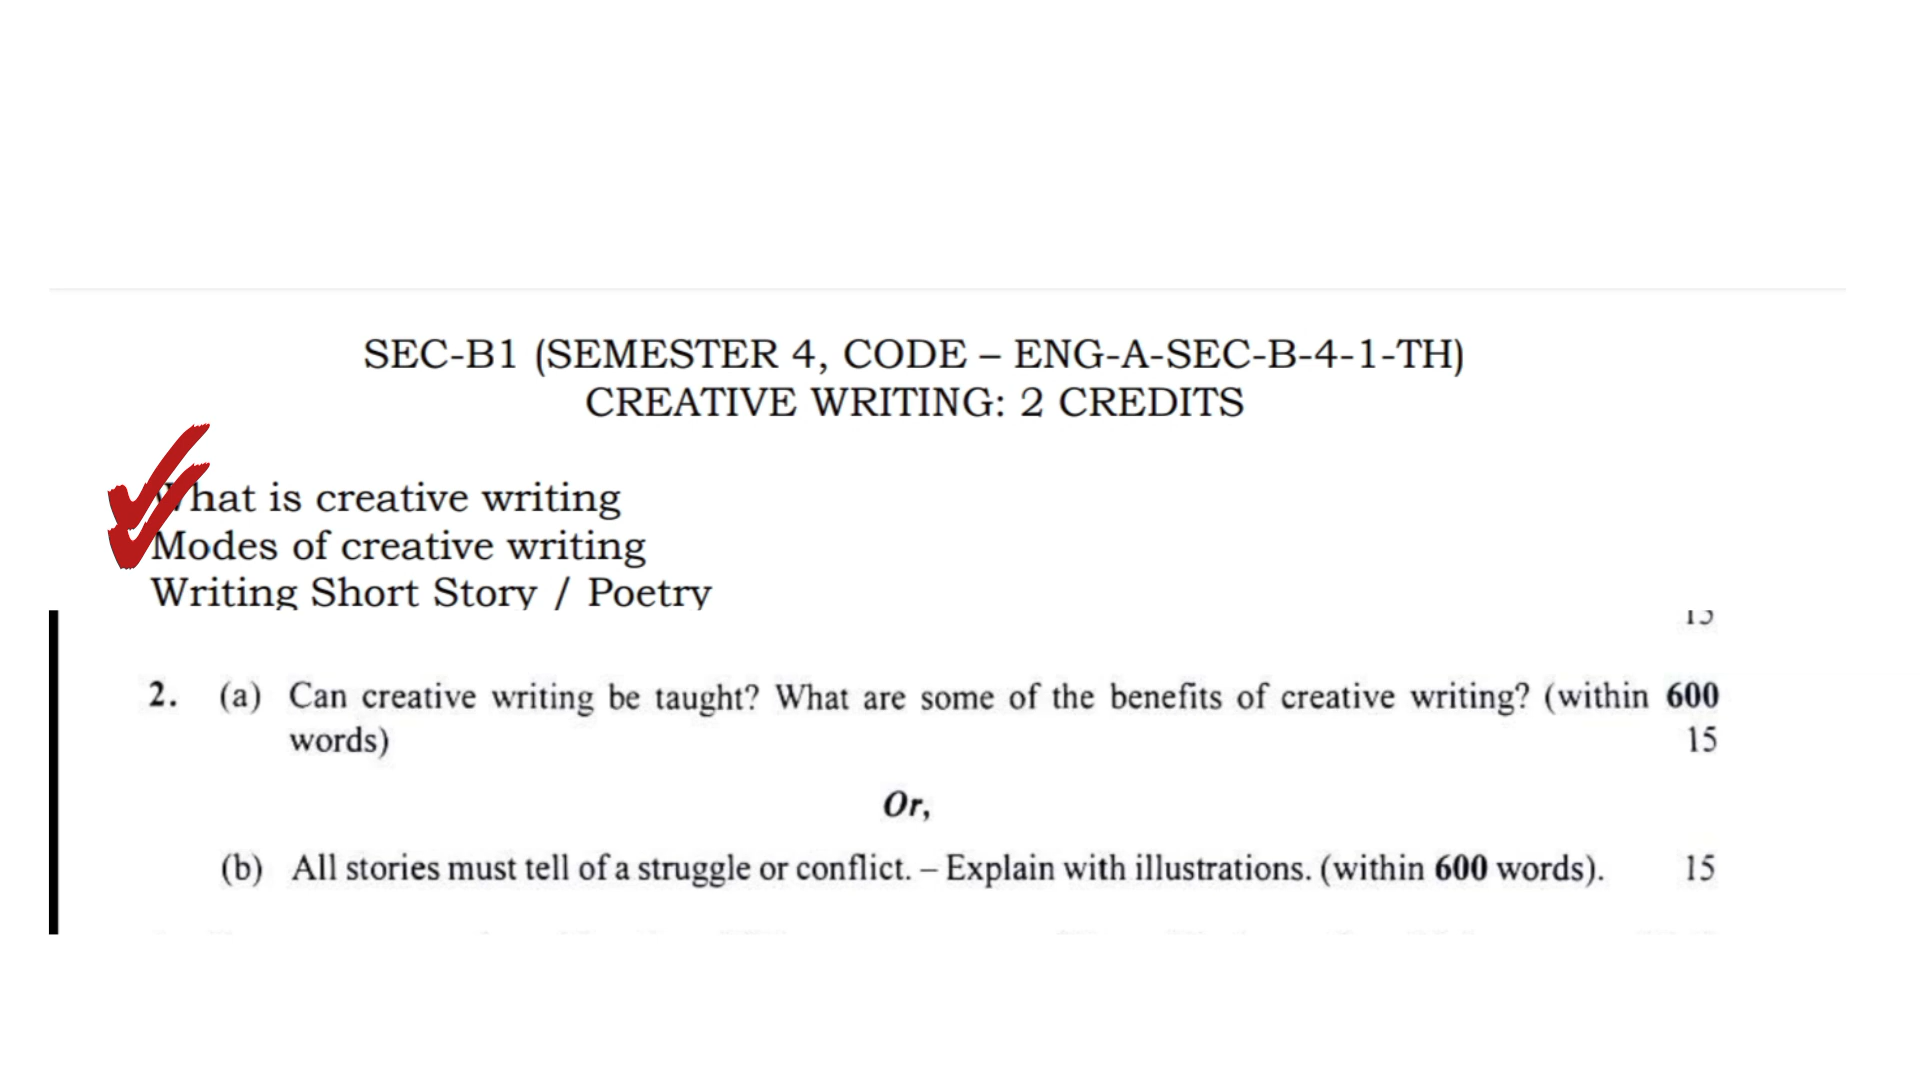 SEC-B1 (SEMESTER 4, CODE – ENG-A-SEC-B-4-1-TH)
CREATIVE WRITING: 2 CREDITS
What is creative writing
Modes of creative writing
Writing Short Story / Poetry
15
2. (a) Can creative writing be taught? What are some of the benefits of creative writing? (within 600
words) 15
Or,
(b) All stories must tell of a struggle or conflict. – Explain with illustrations. (within 600 words). 15